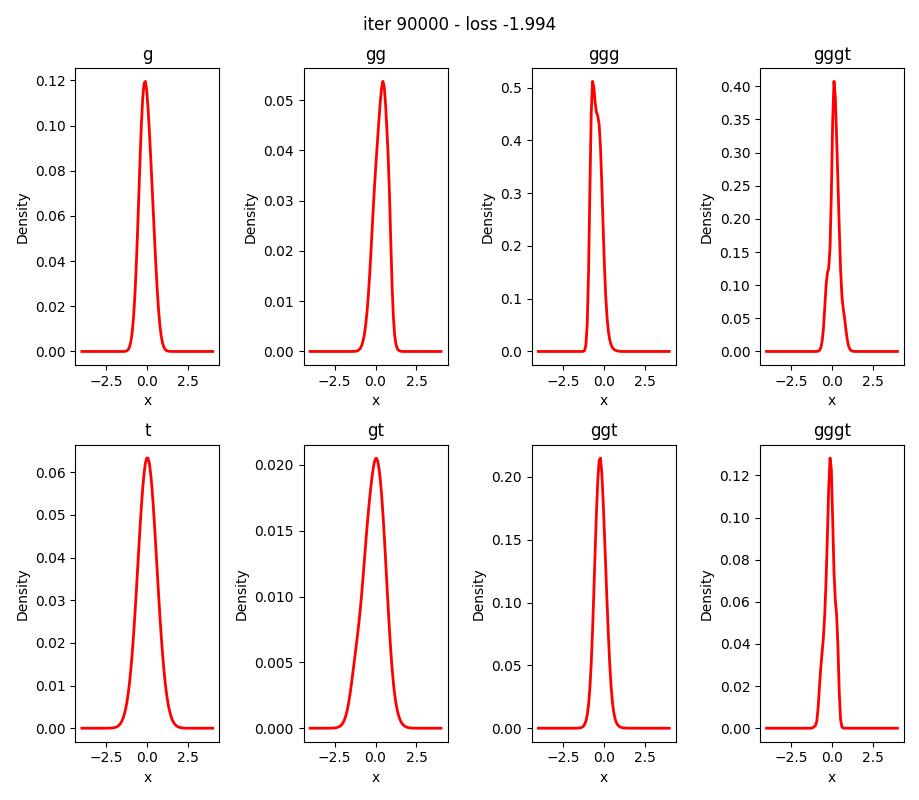 iter 90000 - loss -1.994
g
gg
ggg
gggt
0.12
0.10
0.08
0.06
0.04
0.02
0.00
Density
−2.5 0.0 2.5
x
0.05
0.04
0.03
0.02
0.01
0.00
Density
−2.5 0.0 2.5
x
0.5
0.4
0.3
0.2
0.1
0.0
Density
−2.5 0.0 2.5
x
0.40
0.35
0.30
0.25
0.20
0.15
0.10
0.05
0.00
Density
−2.5 0.0 2.5
x
t
gt
ggt
gggt
0.06
0.05
0.04
0.03
0.02
0.01
0.00
Density
−2.5 0.0 2.5
x
0.020
0.015
0.010
0.005
0.000
Density
−2.5 0.0 2.5
x
0.20
0.15
0.10
0.05
0.00
Density
−2.5 0.0 2.5
x
0.12
0.10
0.08
0.06
0.04
0.02
0.00
Density
−2.5 0.0 2.5
x